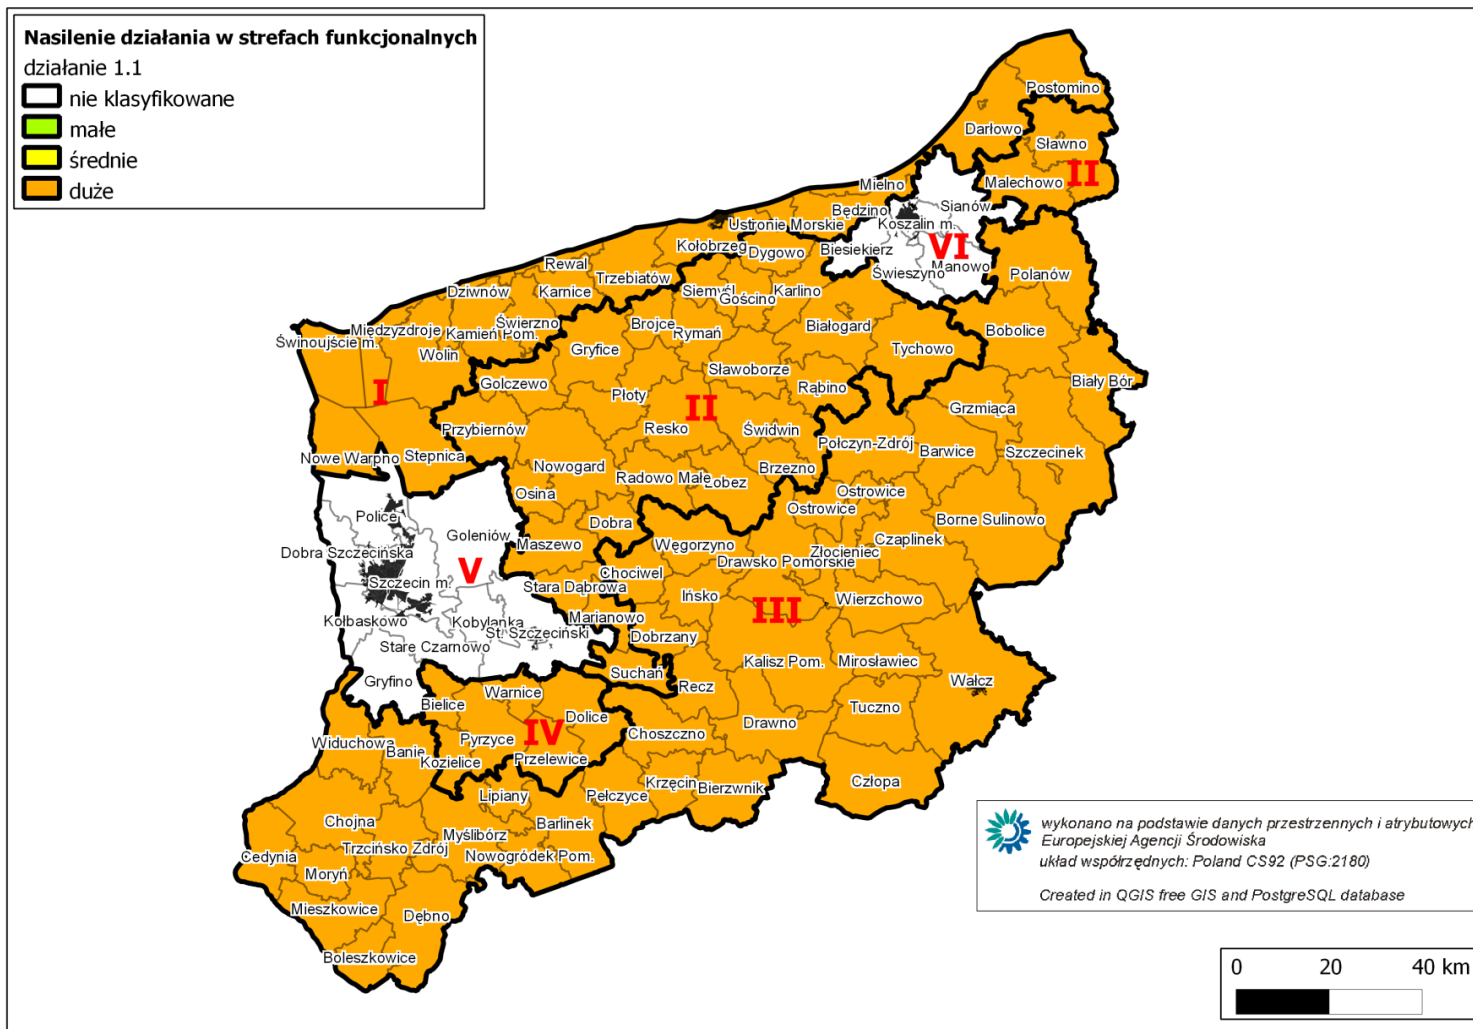 Nasilenie działania w strefach funkcjonalnych
działanie 1.1
nie klasyfikowane
małe
średnie
duże
Postomino
Darłowo
Sławno
II
Malechowo
Mielno
Sianów
Będzino
Ustronie Morskie
Koszalin m.
Kołobrzeg
Dygowo
Biesiekierz
VI
Manowo
Świeszyno
Polanów
Rewal
Trzebiatów
Dziwnów
Karnice
Siemyśl
Gościno
Karlino
Międzyzdroje
Świerzno
Kamień Pom.
Brojce
Rymań
Białogard
Bobolice
Świnoujście m.
Wolin
Gryfice
Tychowo
Sławoborze
Biały Bór
I
Golczewo
Płoty
Rąbino
II
Grzmiąca
Przybiernów
Resko
Świdwin
Połczyn-Zdrój
Barwice
Szczecinek
Nowe Warpno
Stepnica
Nowogard
Radowo Małe
Łobez
Brzezno
Osina
Ostrowice
Ostrowice
Borne Sulinowo
Police
Goleniów
Dobra
Czaplinek
Dobra Szczecińska
Maszewo
Węgorzyno
Złocieniec
Drawsko Pomorskie
V
Chociwel
Szczecin m.
Stara Dąbrowa
Ińsko
Wierzchowo
III
Kołbaskowo
Kobylanka
Marianowo
St. Szczeciński
Dobrzany
Stare Czarnowo
Kalisz Pom.
Mirosławiec
Gryfino
Suchań
Recz
Wałcz
Bielice
Warnice
Dolice
Tuczno
Drawno
IV
Choszczno
Widuchowa
Banie
Pyrzyce
Kozielice
Przelewice
Człopa
Krzęcin
Bierzwnik
Lipiany
Pełczyce
Chojna
Barlinek
Myślibórz
Trzcińsko Zdrój
Cedynia
Nowogródek Pom.
Moryń
Mieszkowice
Dębno
Boleszkowice
wykonano na podstawie danych przestrzennych i atrybutowych
Europejskiej Agencji Środowiska
układ współrzędnych: Poland CS92 (PSG:2180)
Created in QGIS free GIS and PostgreSQL database
0 20 40 km